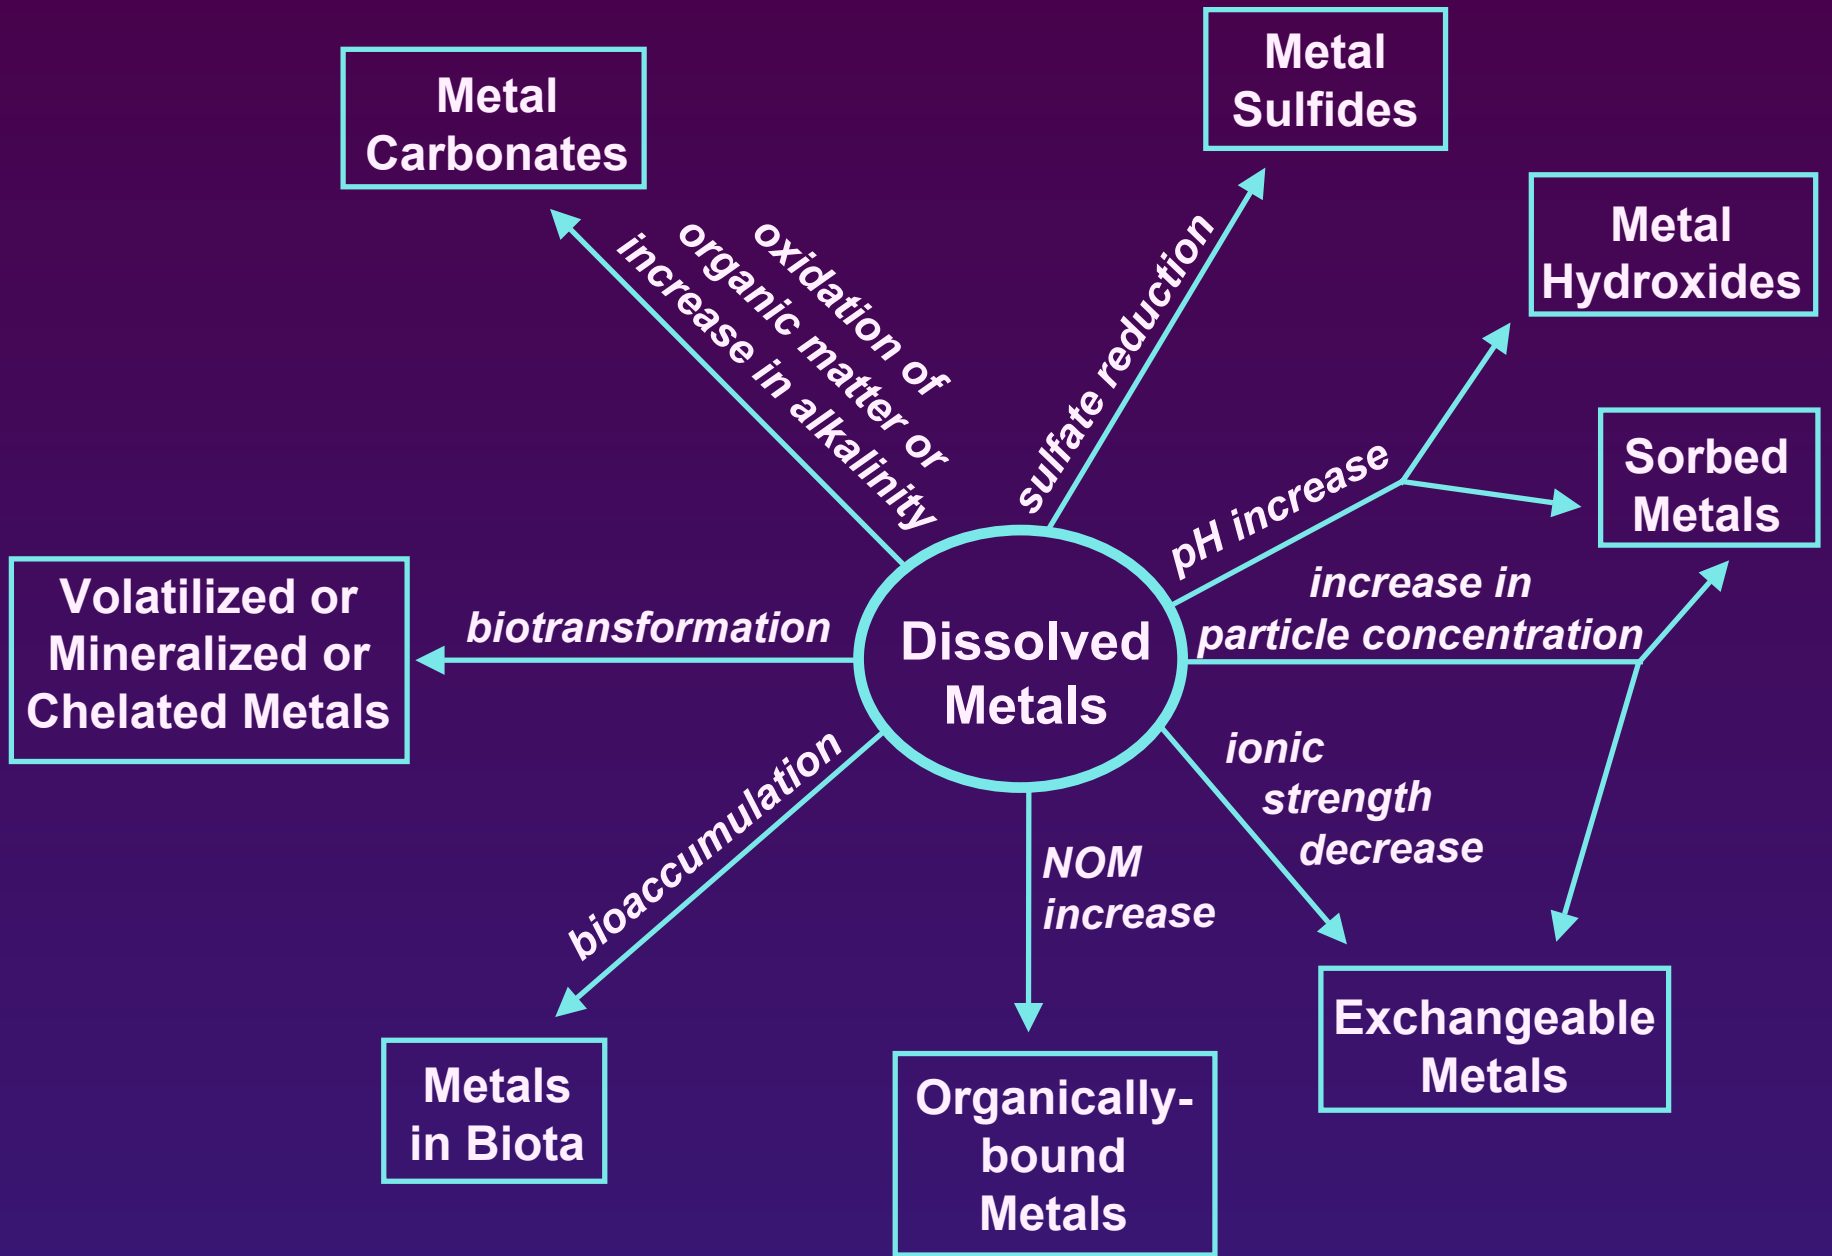 Metal
Carbonates
Metal
Sulfides
Metal
Hydroxides
oxidation of
organic matter or
increase in alkalinity
sulfate reduction
pH increase
Sorbed
Metals
Volatilized or
Mineralized or
Chelated Metals
biotransformation
Dissolved
Metals
increase in
particle concentration
bioaccumulation
NOM
increase
ionic
strength
decrease
Metals
in Biota
Organically-
bound
Metals
Exchangeable
Metals